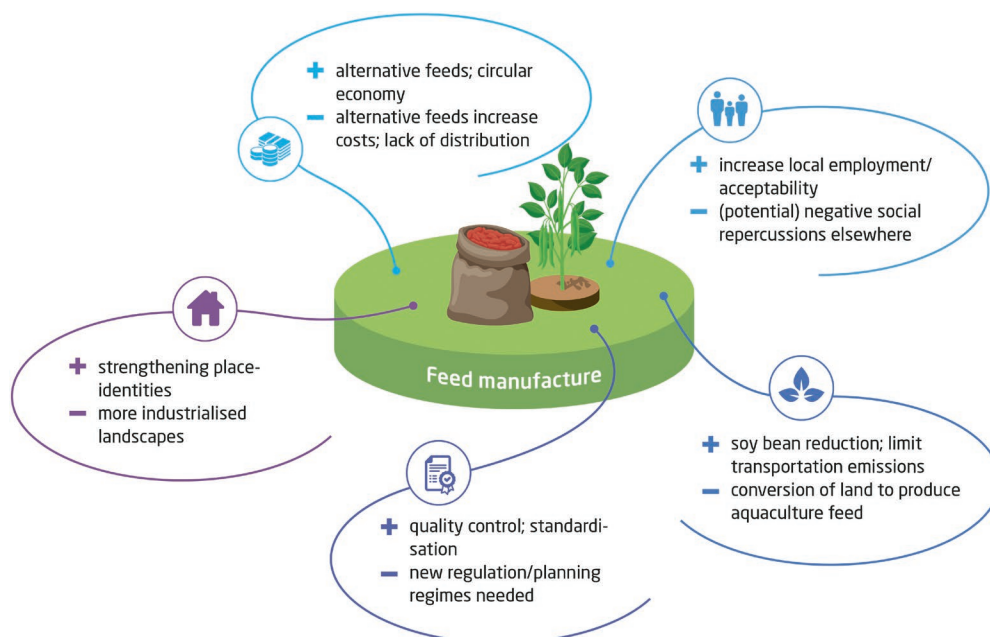 + alternative feeds; circular
economy
− alternative feeds increase
costs; lack of distribution
+ increase local employment/
acceptability
− (potential) negative social
repercussions elsewhere
+ strengthening place-
identities
− more industrialised
landscapes
Feed manufacture
+ soy bean reduction; limit
transportation emissions
− conversion of land to produce
aquaculture feed
+ quality control; standardi-
sation
− new regulation/planning
regimes needed